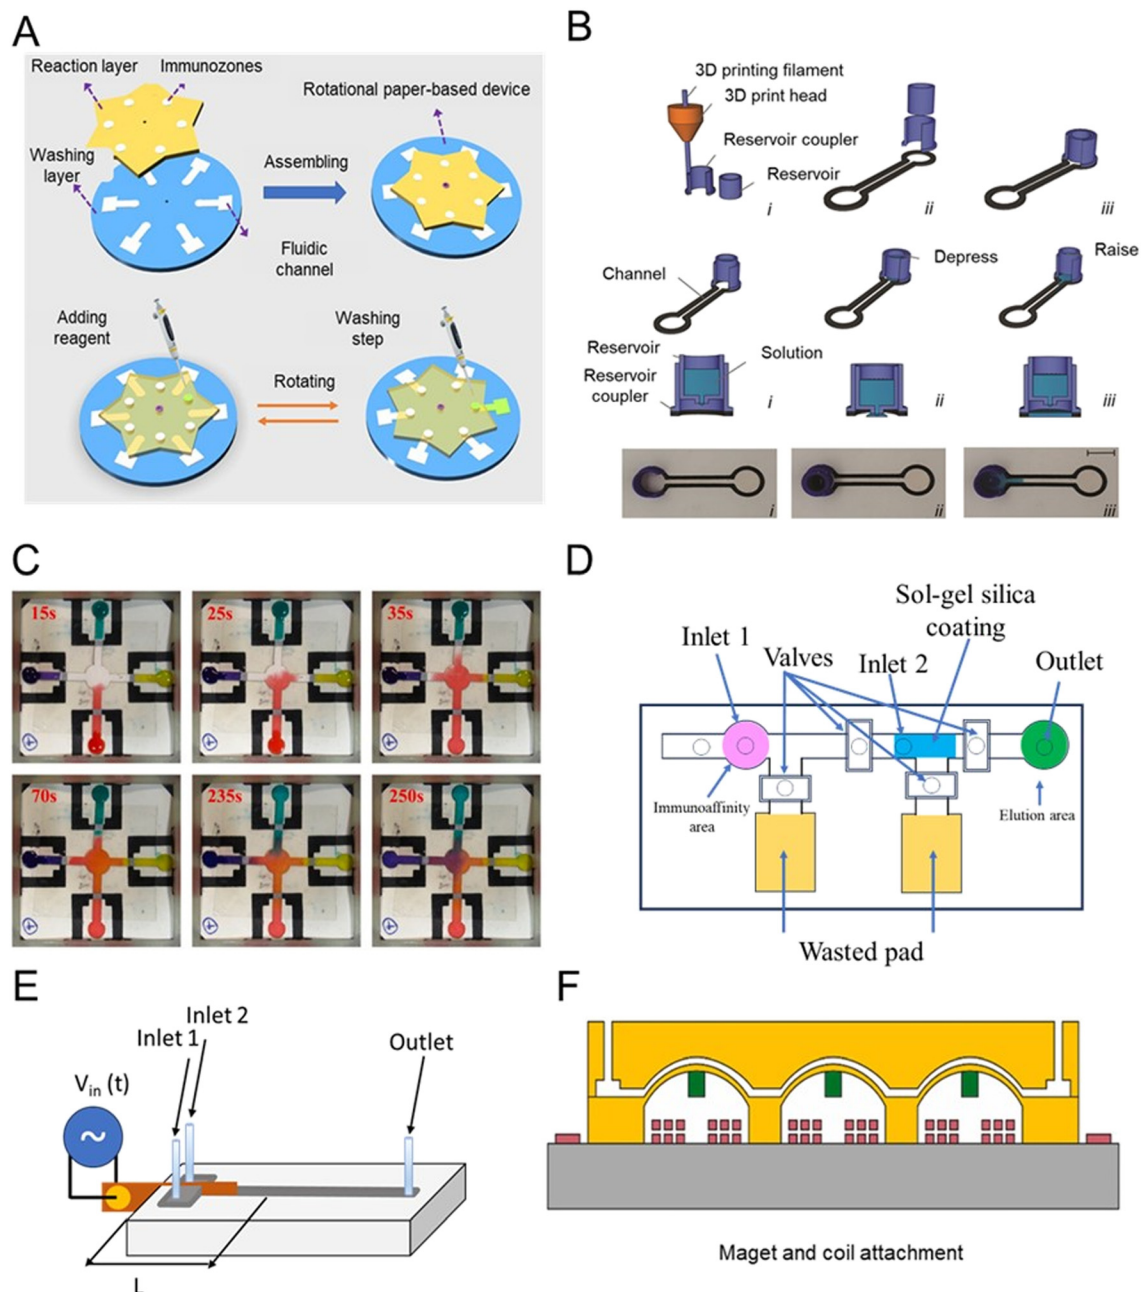 A
Reaction layer
Immunozones
Rotational paper-based device
Washing
layer
Assembling
Fluidic
channel
Adding
reagent
Washing
step
Rotating
B
3D printing filament
3D print head
Reservoir coupler
Reservoir
i
ii
iii
Channel
Depress
Raise
Reservoir
Reservoir
coupler
Solution
i
ii
iii
i
ii
iii
C
15s
25s
35s
70s
235s
250s
D
Sol-gel silica
coating
Inlet 1
Valves
Inlet 2
Outlet
Immunoaffinity
area
Elution area
Wasted pad
E
Inlet 2
Inlet 1
Outlet
Vin (t)
~
L
F
Maget and coil attachment